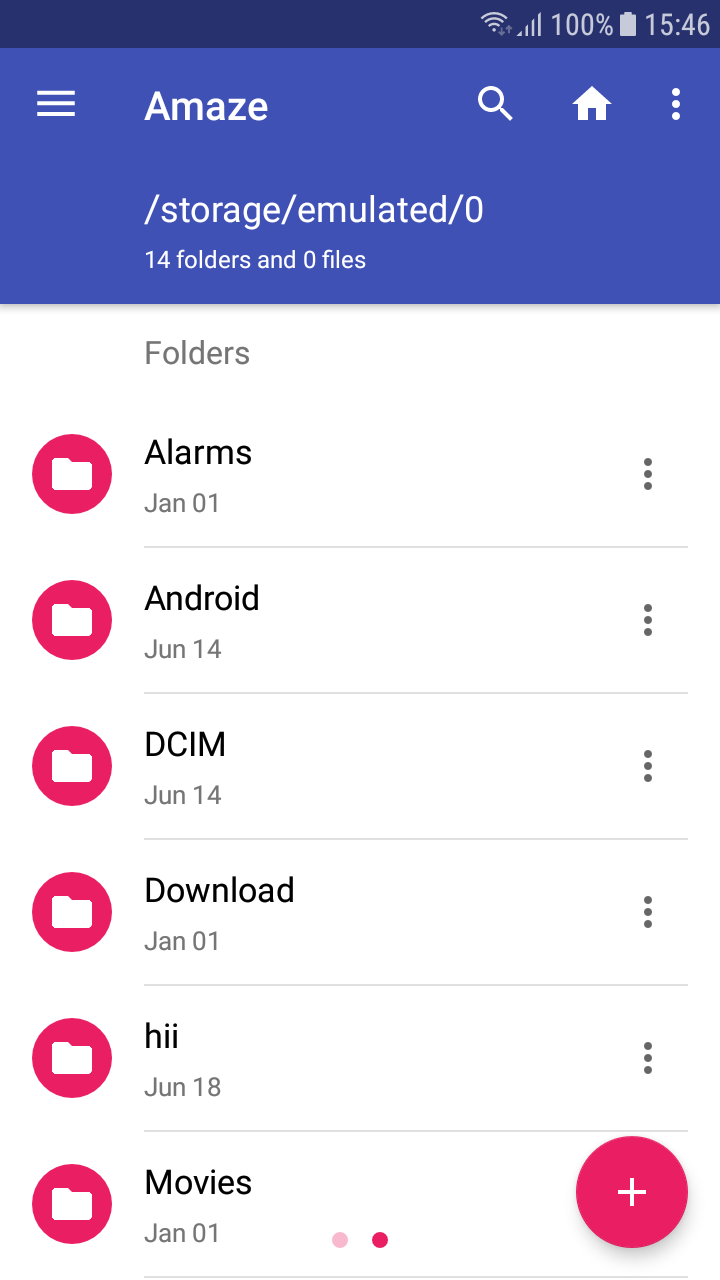 100% 15:46
Amaze
/storage/emulated/0
14 folders and 0 files
Folders
Alarms
Jan 01
Android
Jun 14
DCIM
Jun 14
Download
Jan 01
hii
Jun 18
Movies
Jan 01